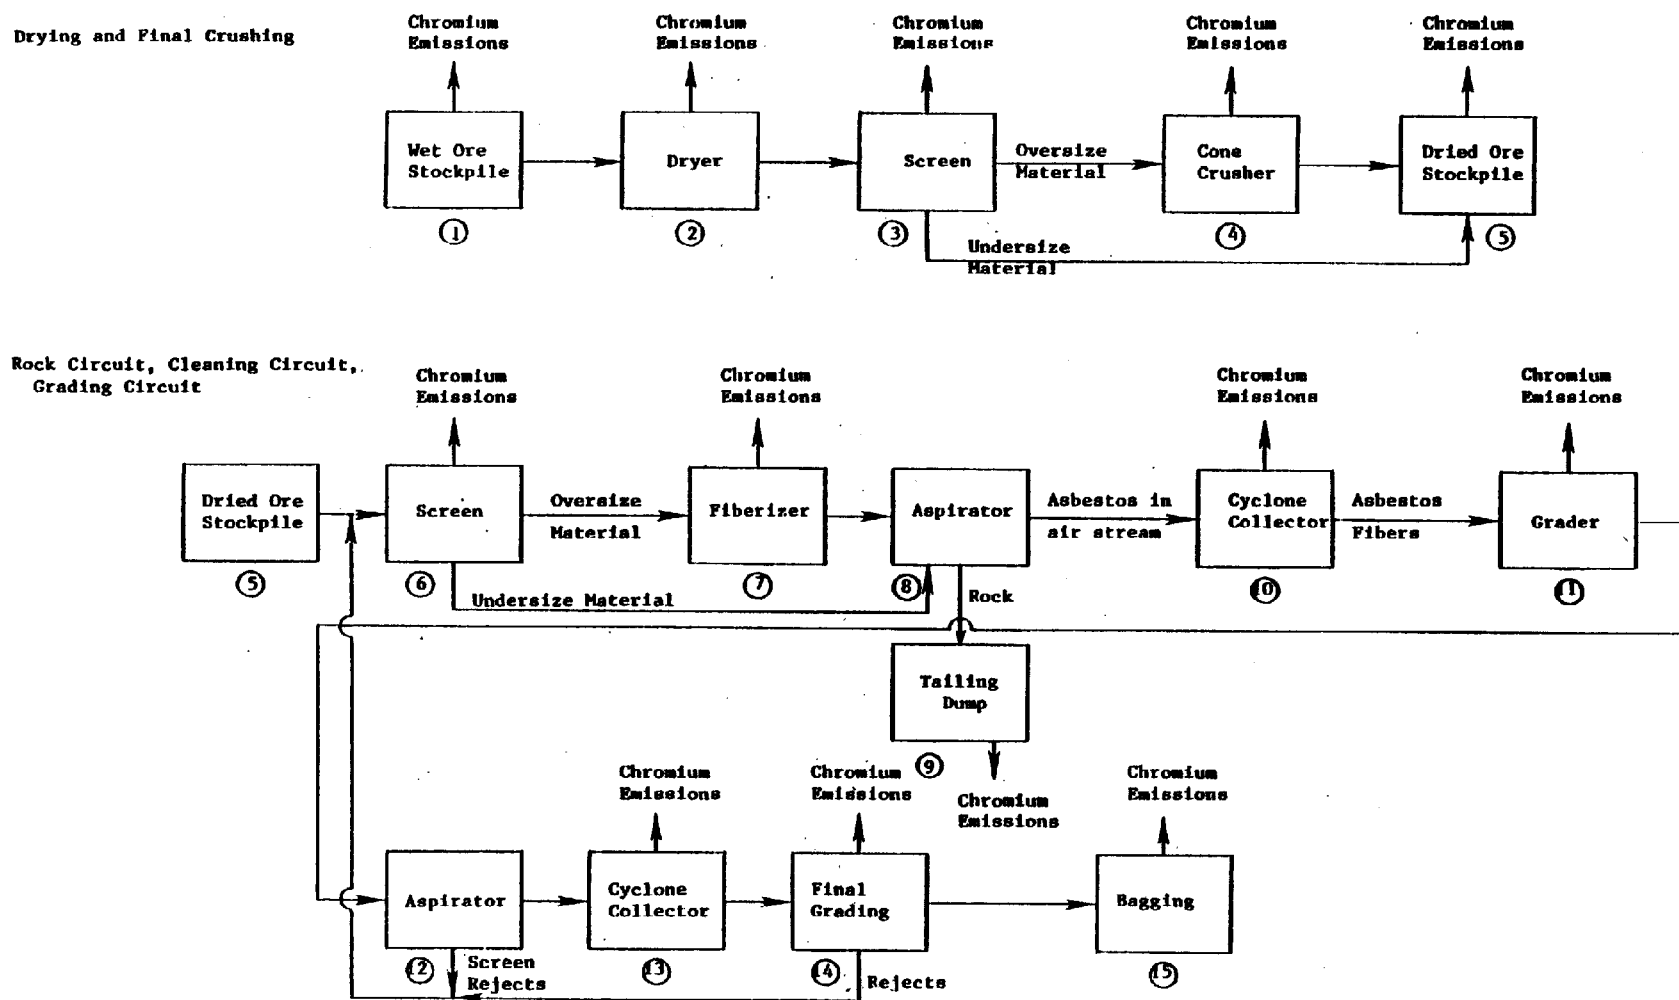 Drying and Final Crushing
Chromium
Emissions
Chromium
Emissions
Chromium
Emissions
Chromium
Emissions
Chromium
Emissions
Wet Ore
Stockpile
1
Dryer
2
Screen
3
Oversize
Material
Cone
Crusher
4
Dried Ore
Stockpile
5
Undersize
Material
Rock Circuit, Cleaning Circuit,
Grading Circuit
Chromium
Emissions
Chromium
Emissions
Chromium
Emissions
Chromium
Emissions
Dried Ore
Stockpile
5
Screen
6
Oversize
Material
Fiberizer
7
Aspirator
8
Asbestos in
air stream
Cyclone
Collector
10
Asbestos
Fibers
Grader
11
Undersize Material
Rock
Tailing
Dump
9
Chromium
Emissions
Chromium
Emissions
Chromium
Emissions
Chromium
Emissions
Aspirator
12
Cyclone
Collector
13
Final
Grading
14
Bagging
15
Screen
Rejects
Rejects